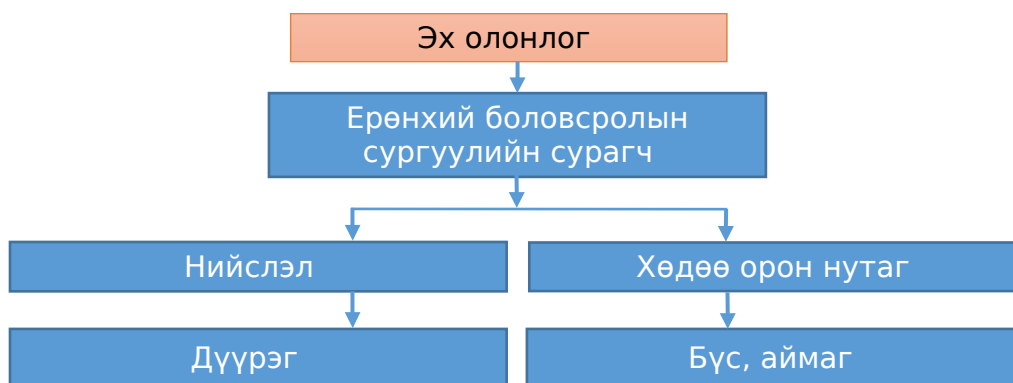 Эх олонлог
Ерөнхий боловсролын
сургуулийн сурагч
Нийслэл
Хөдөө орон нутаг
Дүүрэг
Бүс, аймаг